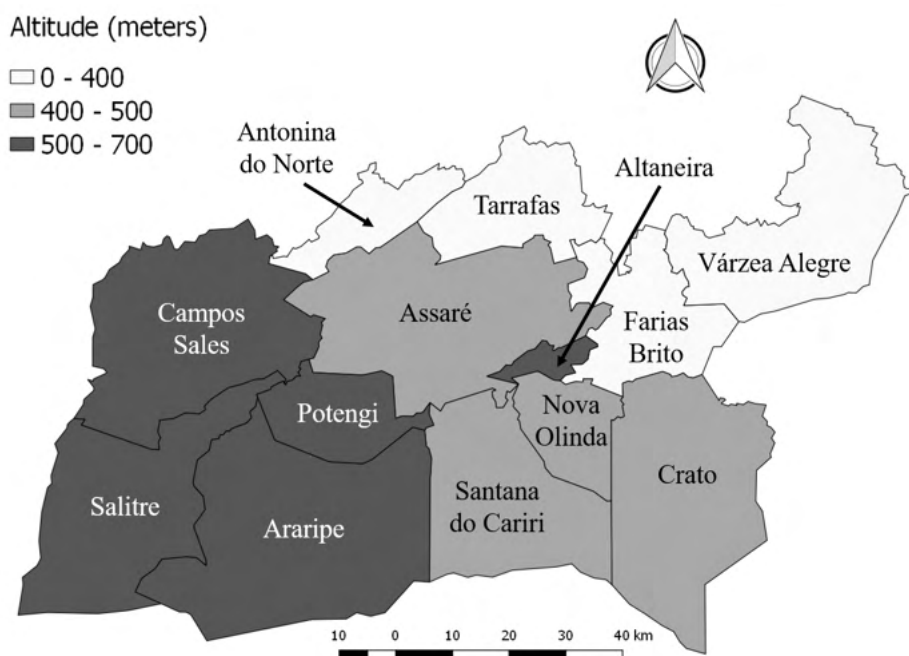 Altitude (meters)
0 - 400
400 - 500
500 - 700
Antonina
do Norte
Tarrafas
Altaneira
Várzea Alegre
Campos
Sales
Assaré
Farias
Brito
Potengi
Nova
Olinda
Crato
Salitre
Araripe
Santana
do Cariri
10 0 10 20 30 40 km